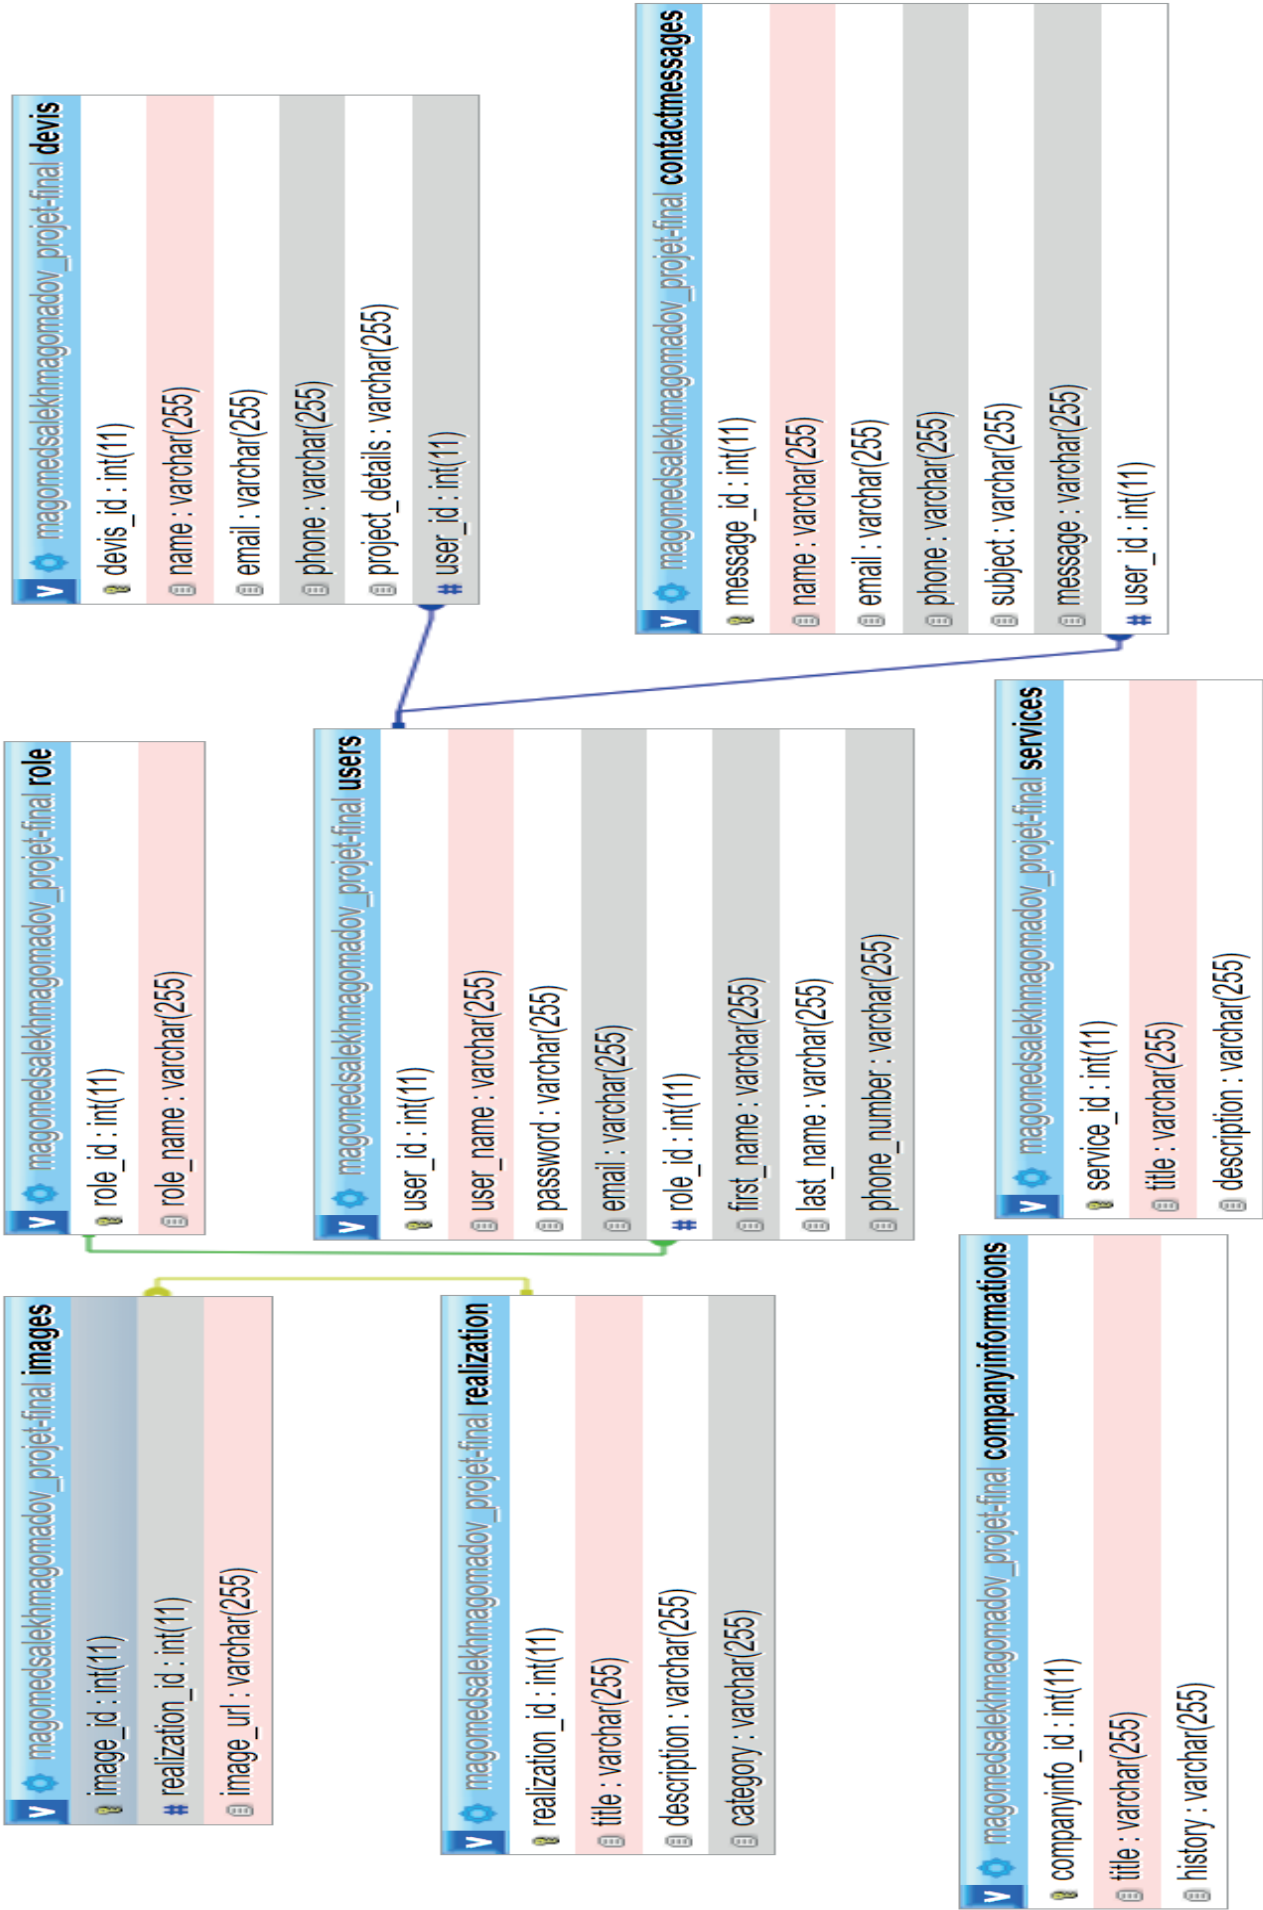 v magomedsalekhmagomadov_projet-final images
image_id : int(11)
# realization_id : int(11)
image_url : varchar(255)
v magomedsalekhmagomadov_projet-final role
role_id : int(11)
role_name : varchar(255)
v magomedsalekhmagomadov_projet-final devis
devis_id : int(11)
name : varchar(255)
email : varchar(255)
phone : varchar(255)
project_details : varchar(255)
# user_id : int(11)
v magomedsalekhmagomadov_projet-final realization
realization_id : int(11)
title : varchar(255)
description : varchar(255)
category : varchar(255)
v magomedsalekhmagomadov_projet-final users
user_id : int(11)
user_name : varchar(255)
password : varchar(255)
email : varchar(255)
# role_id : int(11)
first_name : varchar(255)
last_name : varchar(255)
phone_number : varchar(255)
v magomedsalekhmagomadov_projet-final contactmessages
message_id : int(11)
name : varchar(255)
email : varchar(255)
phone : varchar(255)
subject : varchar(255)
message : varchar(255)
# user_id : int(11)
v magomedsalekhmagomadov_projet-final companyinformations
companyinfo_id : int(11)
title : varchar(255)
history : varchar(255)
v magomedsalekhmagomadov_projet-final services
service_id : int(11)
title : varchar(255)
description : varchar(255)